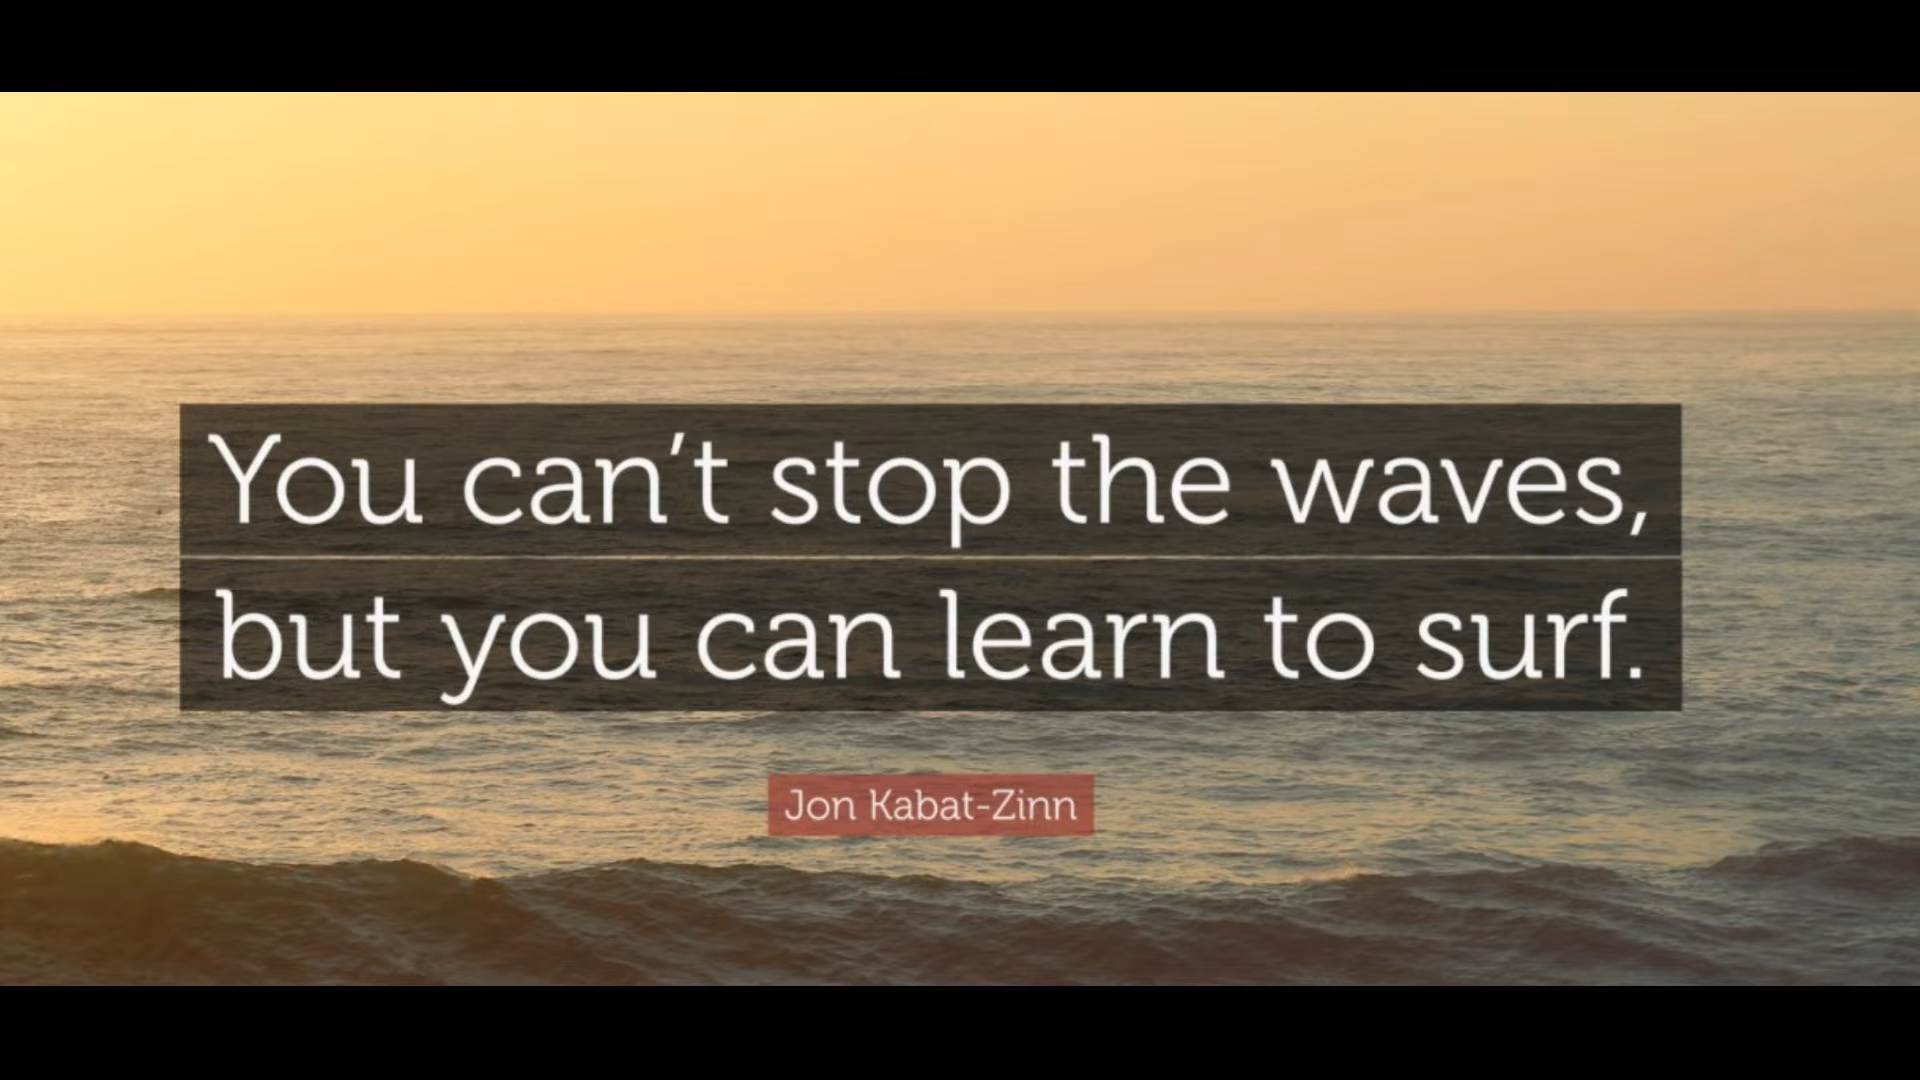 You can’t stop the waves,
but you can learn to surf.
Jon Kabat-Zinn